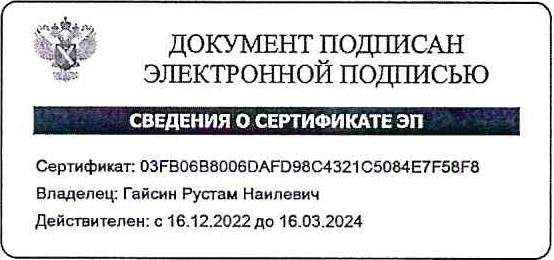 ДОКУМЕНТ ПОДПИСАН
ЭЛЕКТРОННОЙ ПОДПИСЬЮ
СВЕДЕНИЯ О СЕРТИФИКАТЕ ЭП
Сертификат: 03FB06B8006DAFD98C4321C5084E7F58F8
Владелец: Гайсин Рустам Наилевич
Действителен: с 16.12.2022 до 16.03.2024